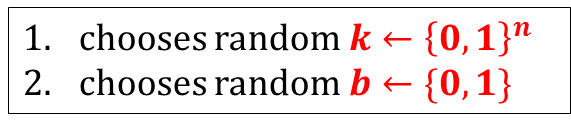 1. chooses random k ← {0, 1}ⁿ
2. chooses random b ← {0, 1}